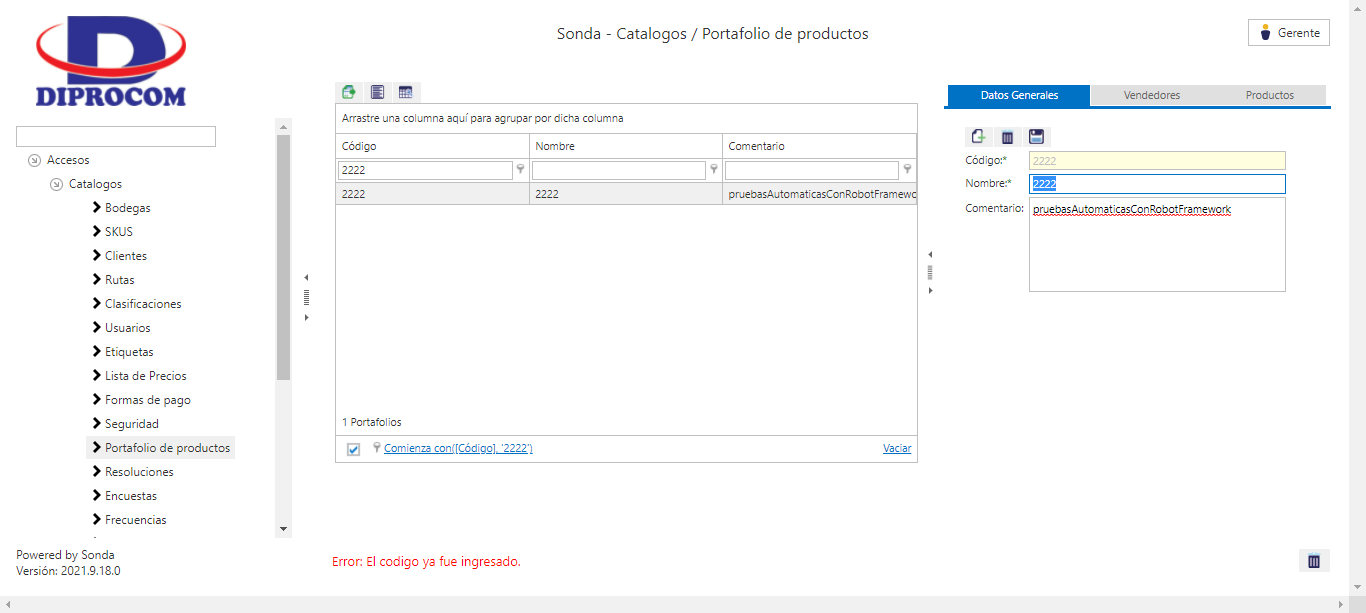 DIPROCOM
Sonda - Catalogos / Portafolio de productos
Gerente
Accesos
Catalogos
Bodegas
SKUS
Clientes
Rutas
Clasificaciones
Usuarios
Etiquetas
Lista de Precios
Formas de pago
Seguridad
Portafolio de productos
Resoluciones
Encuestas
Frecuencias
Powered by Sonda
Versión: 2021.9.18.0
Arrastre una columna aquí para agrupar por dicha columna
Código Nombre Comentario
2222
2222 2222 pruebasAutomaticasConRobotFramewo
1 Portafolios
Comienza con([Código], '2222') Vaciar
Error: El codigo ya fue ingresado.
Datos Generales Vendedores Productos
Código:* 2222
Nombre:* 2222
Comentario: pruebasAutomaticasConRobotFramework